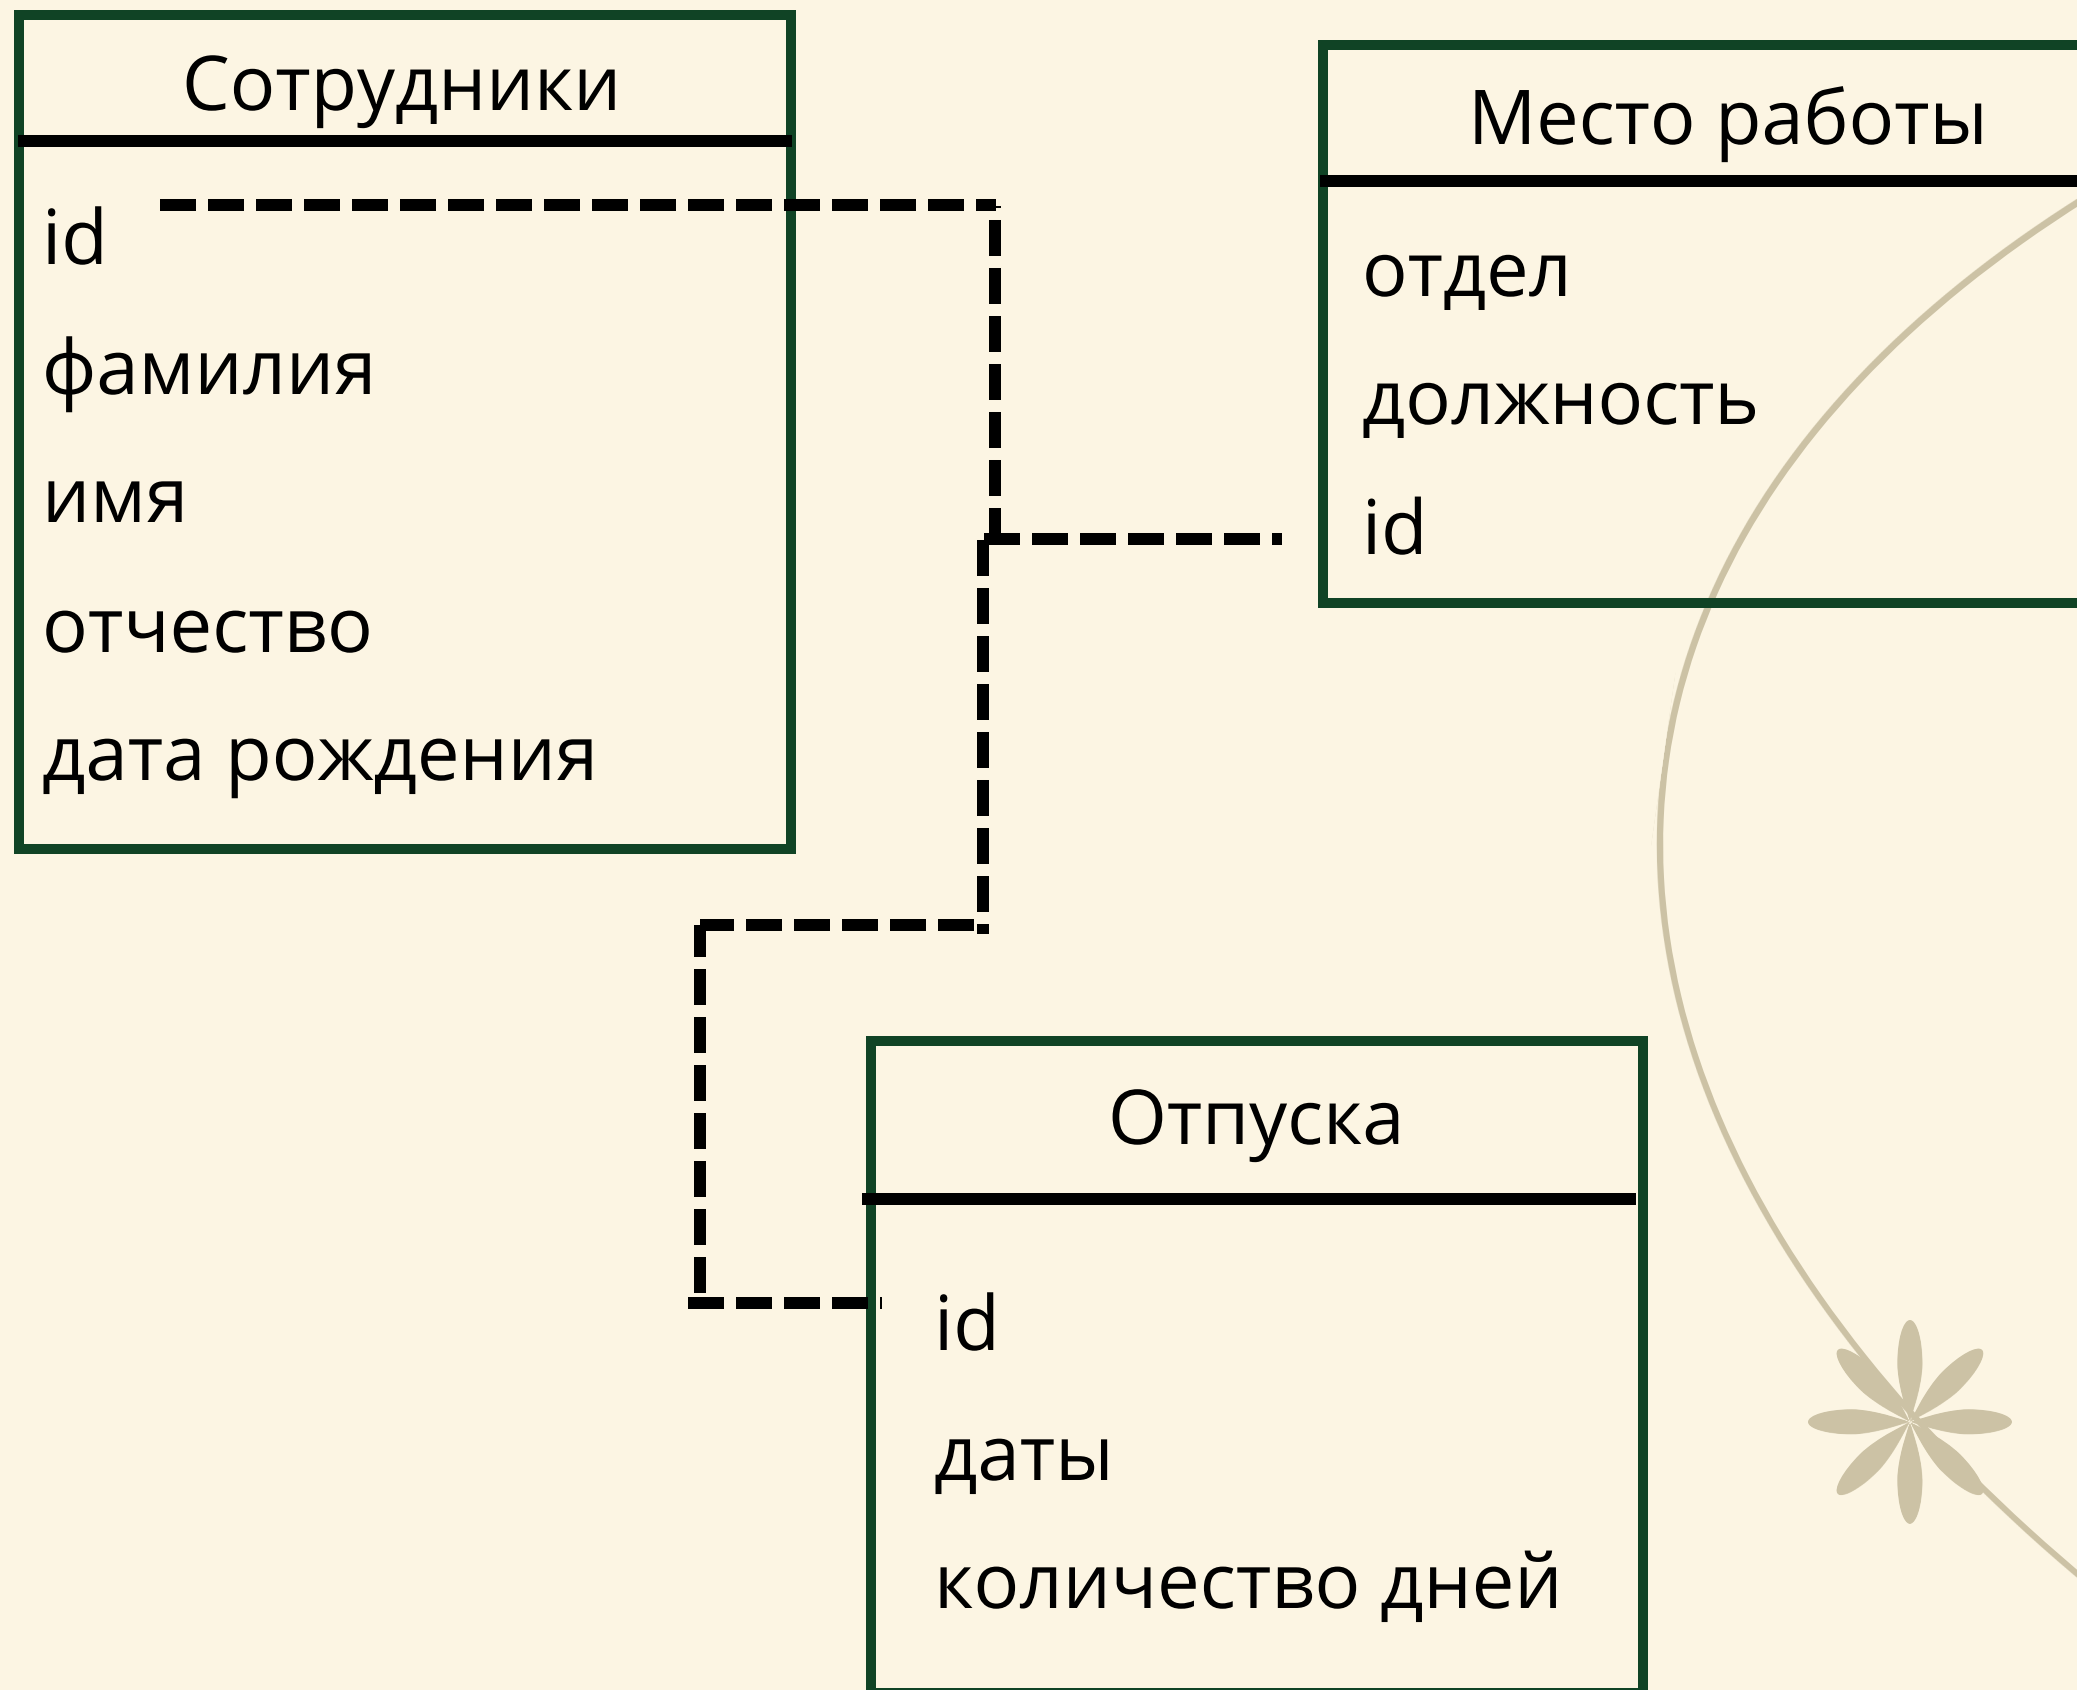 Сотрудники
id
фамилия
имя
отчество
дата рождения
Место работы
отдел
должность
id
Отпуска
id
даты
количество дней